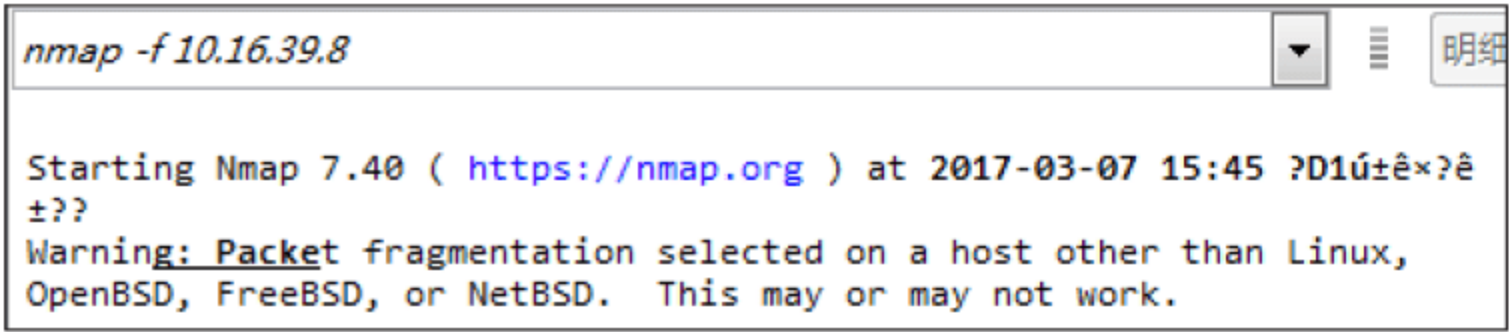 nmap -f 10.16.39.8
明细
Starting Nmap 7.40 ( https://nmap.org ) at 2017-03-07 15:45 ?D1ú±ê×?ê
±??
Warning: Packet fragmentation selected on a host other than Linux,
OpenBSD, FreeBSD, or NetBSD.  This may or may not work.